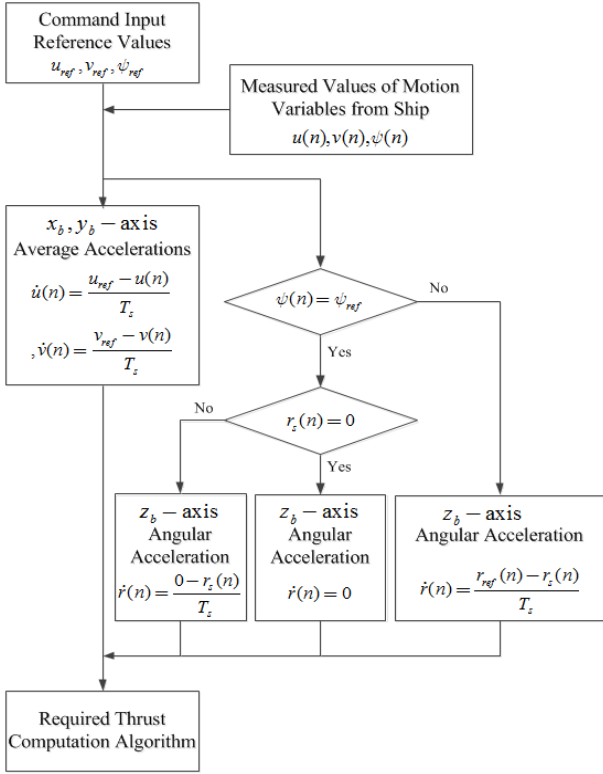 Command Input
Reference Values
u_ref , v_ref , ψ_ref
Measured Values of Motion
Variables from Ship
u(n),v(n),ψ(n)
x_b , y_b − axis
Average Accelerations
u̇(n) = (u_ref − u(n)) / T_s
, v̇(n) = (v_ref − v(n)) / T_s
ψ(n) = ψ_ref
No
Yes
r_s(n) = 0
No
Yes
z_b − axis
Angular
Acceleration
ṙ(n) = (0 − r_s(n)) / T_s
z_b − axis
Angular
Acceleration
ṙ(n) = 0
z_b − axis
Angular Acceleration
ṙ(n) = (r_ref(n) − r_s(n)) / T_s
Required Thrust
Computation Algorithm